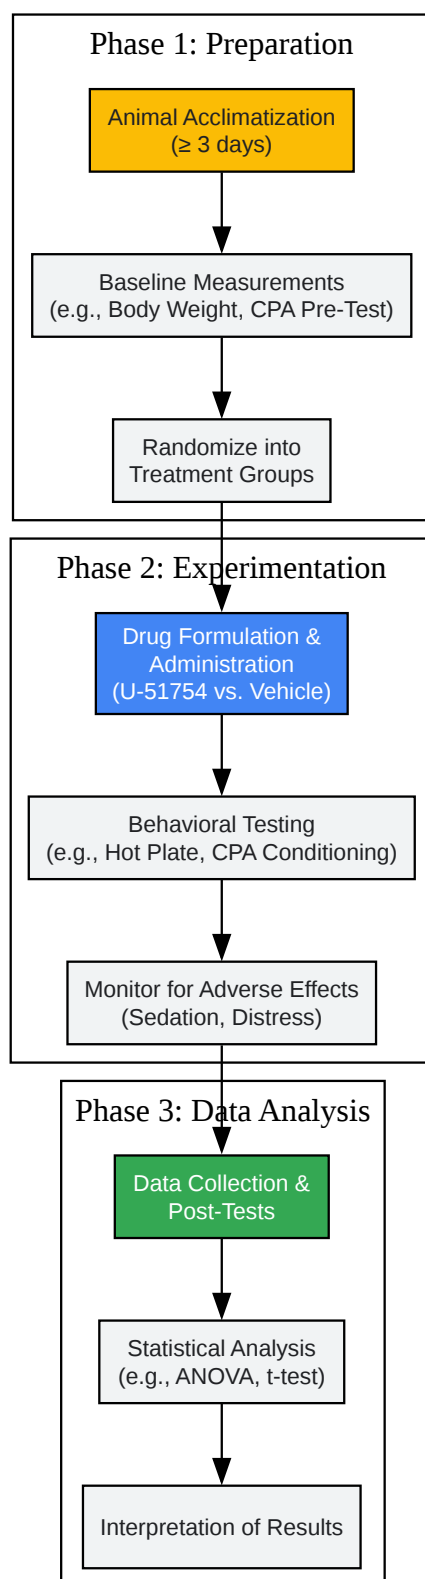 Phase 1: Preparation
Animal Acclimatization
(≥ 3 days)
Baseline Measurements
(e.g., Body Weight, CPA Pre-Test)
Randomize into
Treatment Groups
Phase 2: Experimentation
Drug Formulation &
Administration
(U-51754 vs. Vehicle)
Behavioral Testing
(e.g., Hot Plate, CPA Conditioning)
Monitor for Adverse Effects
(Sedation, Distress)
Phase 3: Data Analysis
Data Collection &
Post-Tests
Statistical Analysis
(e.g., ANOVA, t-test)
Interpretation of Results